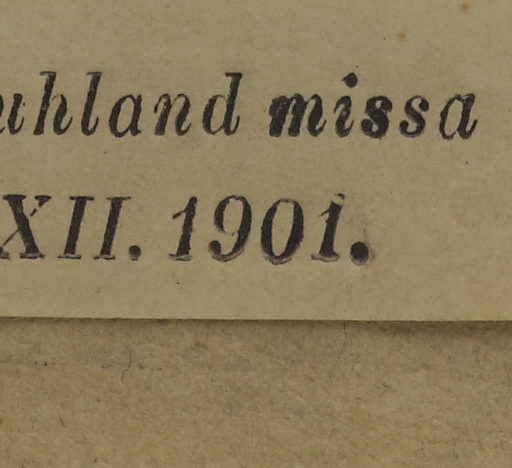 uhland missa
XII. 1901.